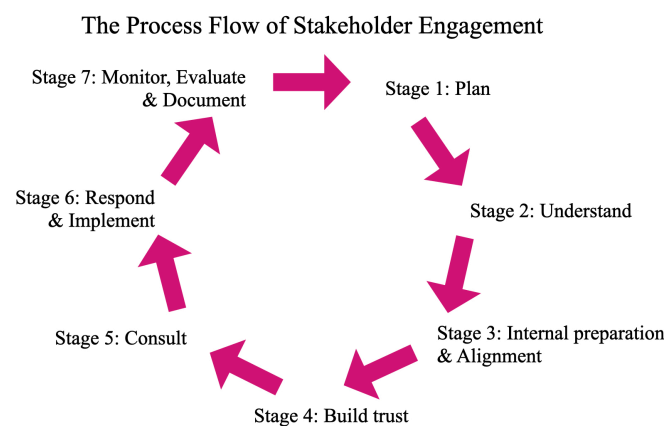 The Process Flow of Stakeholder Engagement
Stage 1: Plan
Stage 2: Understand
Stage 3: Internal preparation
& Alignment
Stage 4: Build trust
Stage 5: Consult
Stage 6: Respond
& Implement
Stage 7: Monitor, Evaluate
& Document